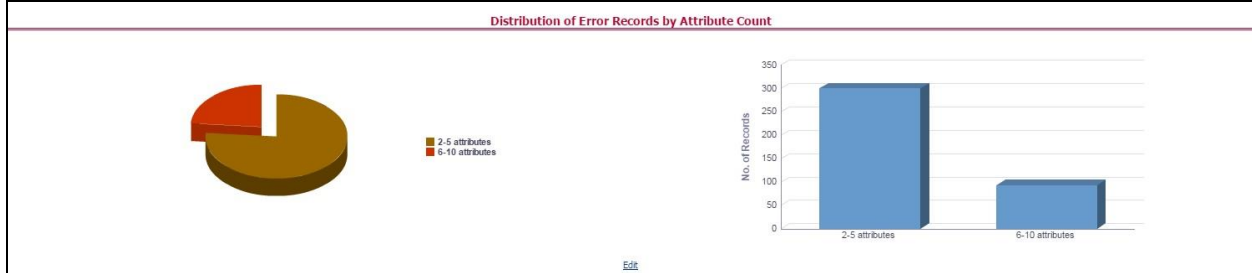 Distribution of Error Records by Attribute Count
2-5 attributes
6-10 attributes
No. of Records
350
300
250
200
150
100
50
0
2-5 attributes
6-10 attributes
Edit